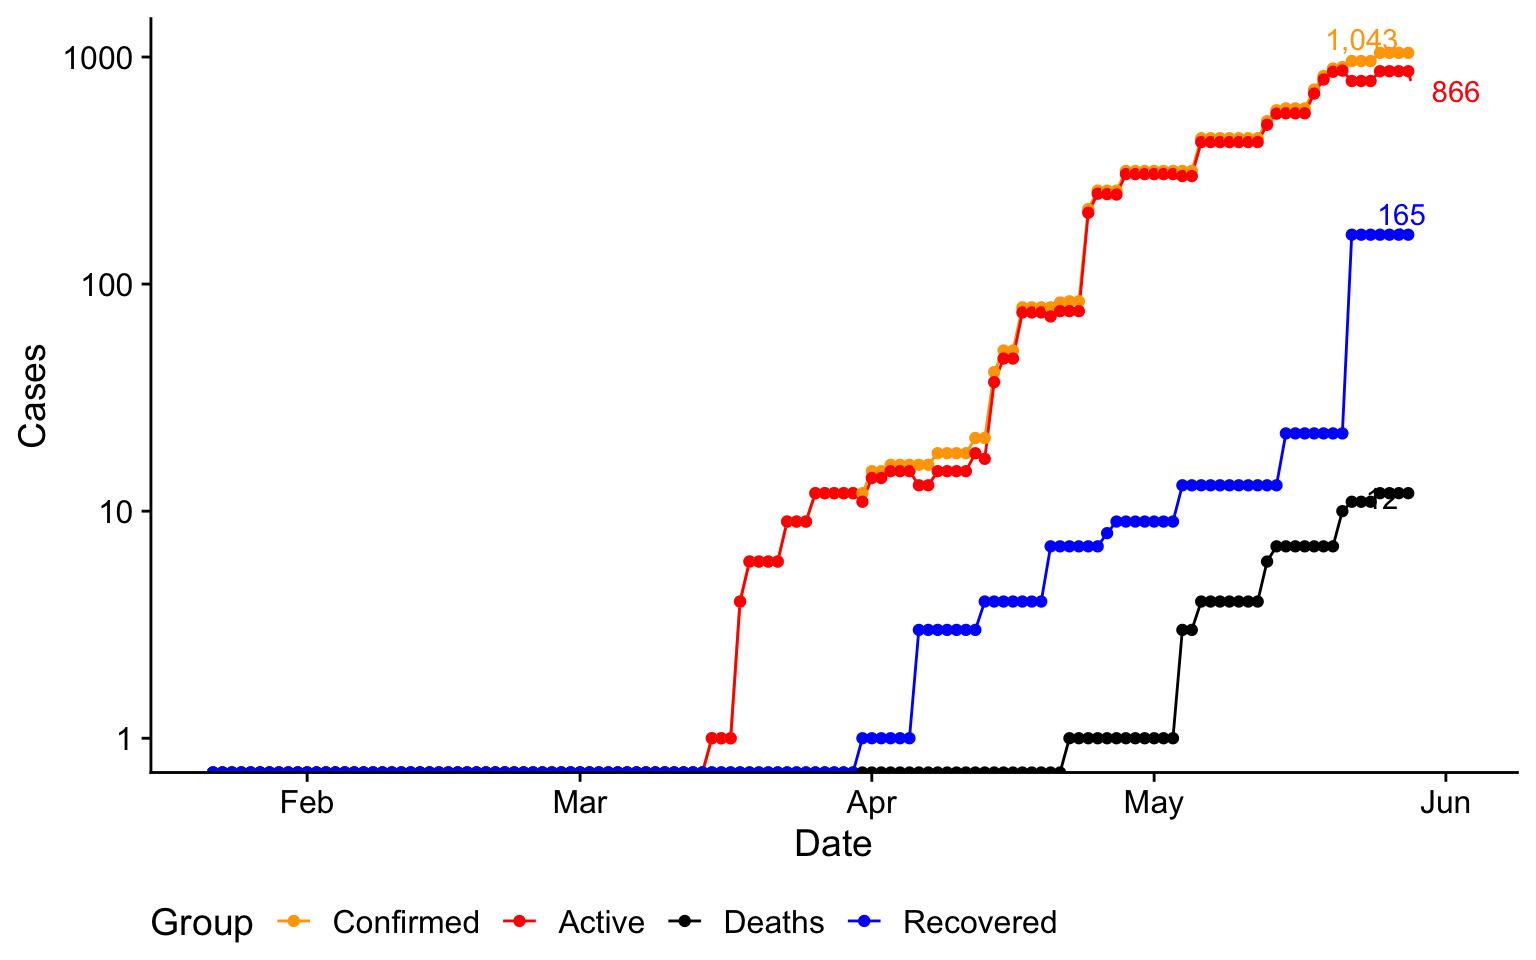 1,043
1000
866
165
100
Cases
10
12
1
Feb Mar Apr May Jun
Date
Group Confirmed Active Deaths Recovered